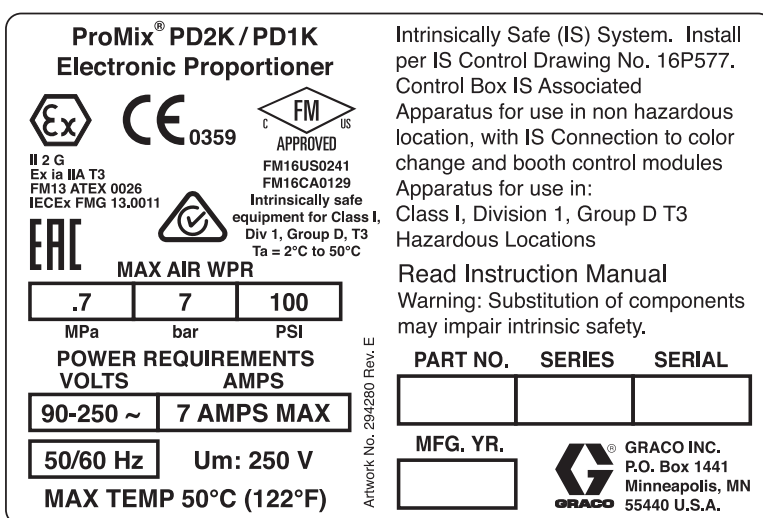 ProMix® PD2K / PD1K
Electronic Proportioner
Ex
CE 0359
FM
C US
APPROVED
II 2 G
Ex ia IIA T3
FM13 ATEX 0026
IECEx FMG 13.0011
FM16US0241
FM16CA0129
Intrinsically safe
equipment for Class I,
Div 1, Group D, T3
Ta = 2°C to 50°C
EAC
MAX AIR WPR
.7 7 100
MPa bar PSI
POWER REQUIREMENTS
VOLTS AMPS
90-250 ~ 7 AMPS MAX
50/60 Hz Um: 250 V
MAX TEMP 50°C (122°F)
Artwork No. 294280 Rev. E
Intrinsically Safe (IS) System. Install
per IS Control Drawing No. 16P577.
Control Box IS Associated
Apparatus for use in non hazardous
location, with IS Connection to color
change and booth control modules
Apparatus for use in:
Class I, Division 1, Group D T3
Hazardous Locations
Read Instruction Manual
Warning: Substitution of components
may impair intrinsic safety.
PART NO. SERIES SERIAL
MFG. YR.
® GRACO
GRACO INC.
P.O. Box 1441
Minneapolis, MN
55440 U.S.A.